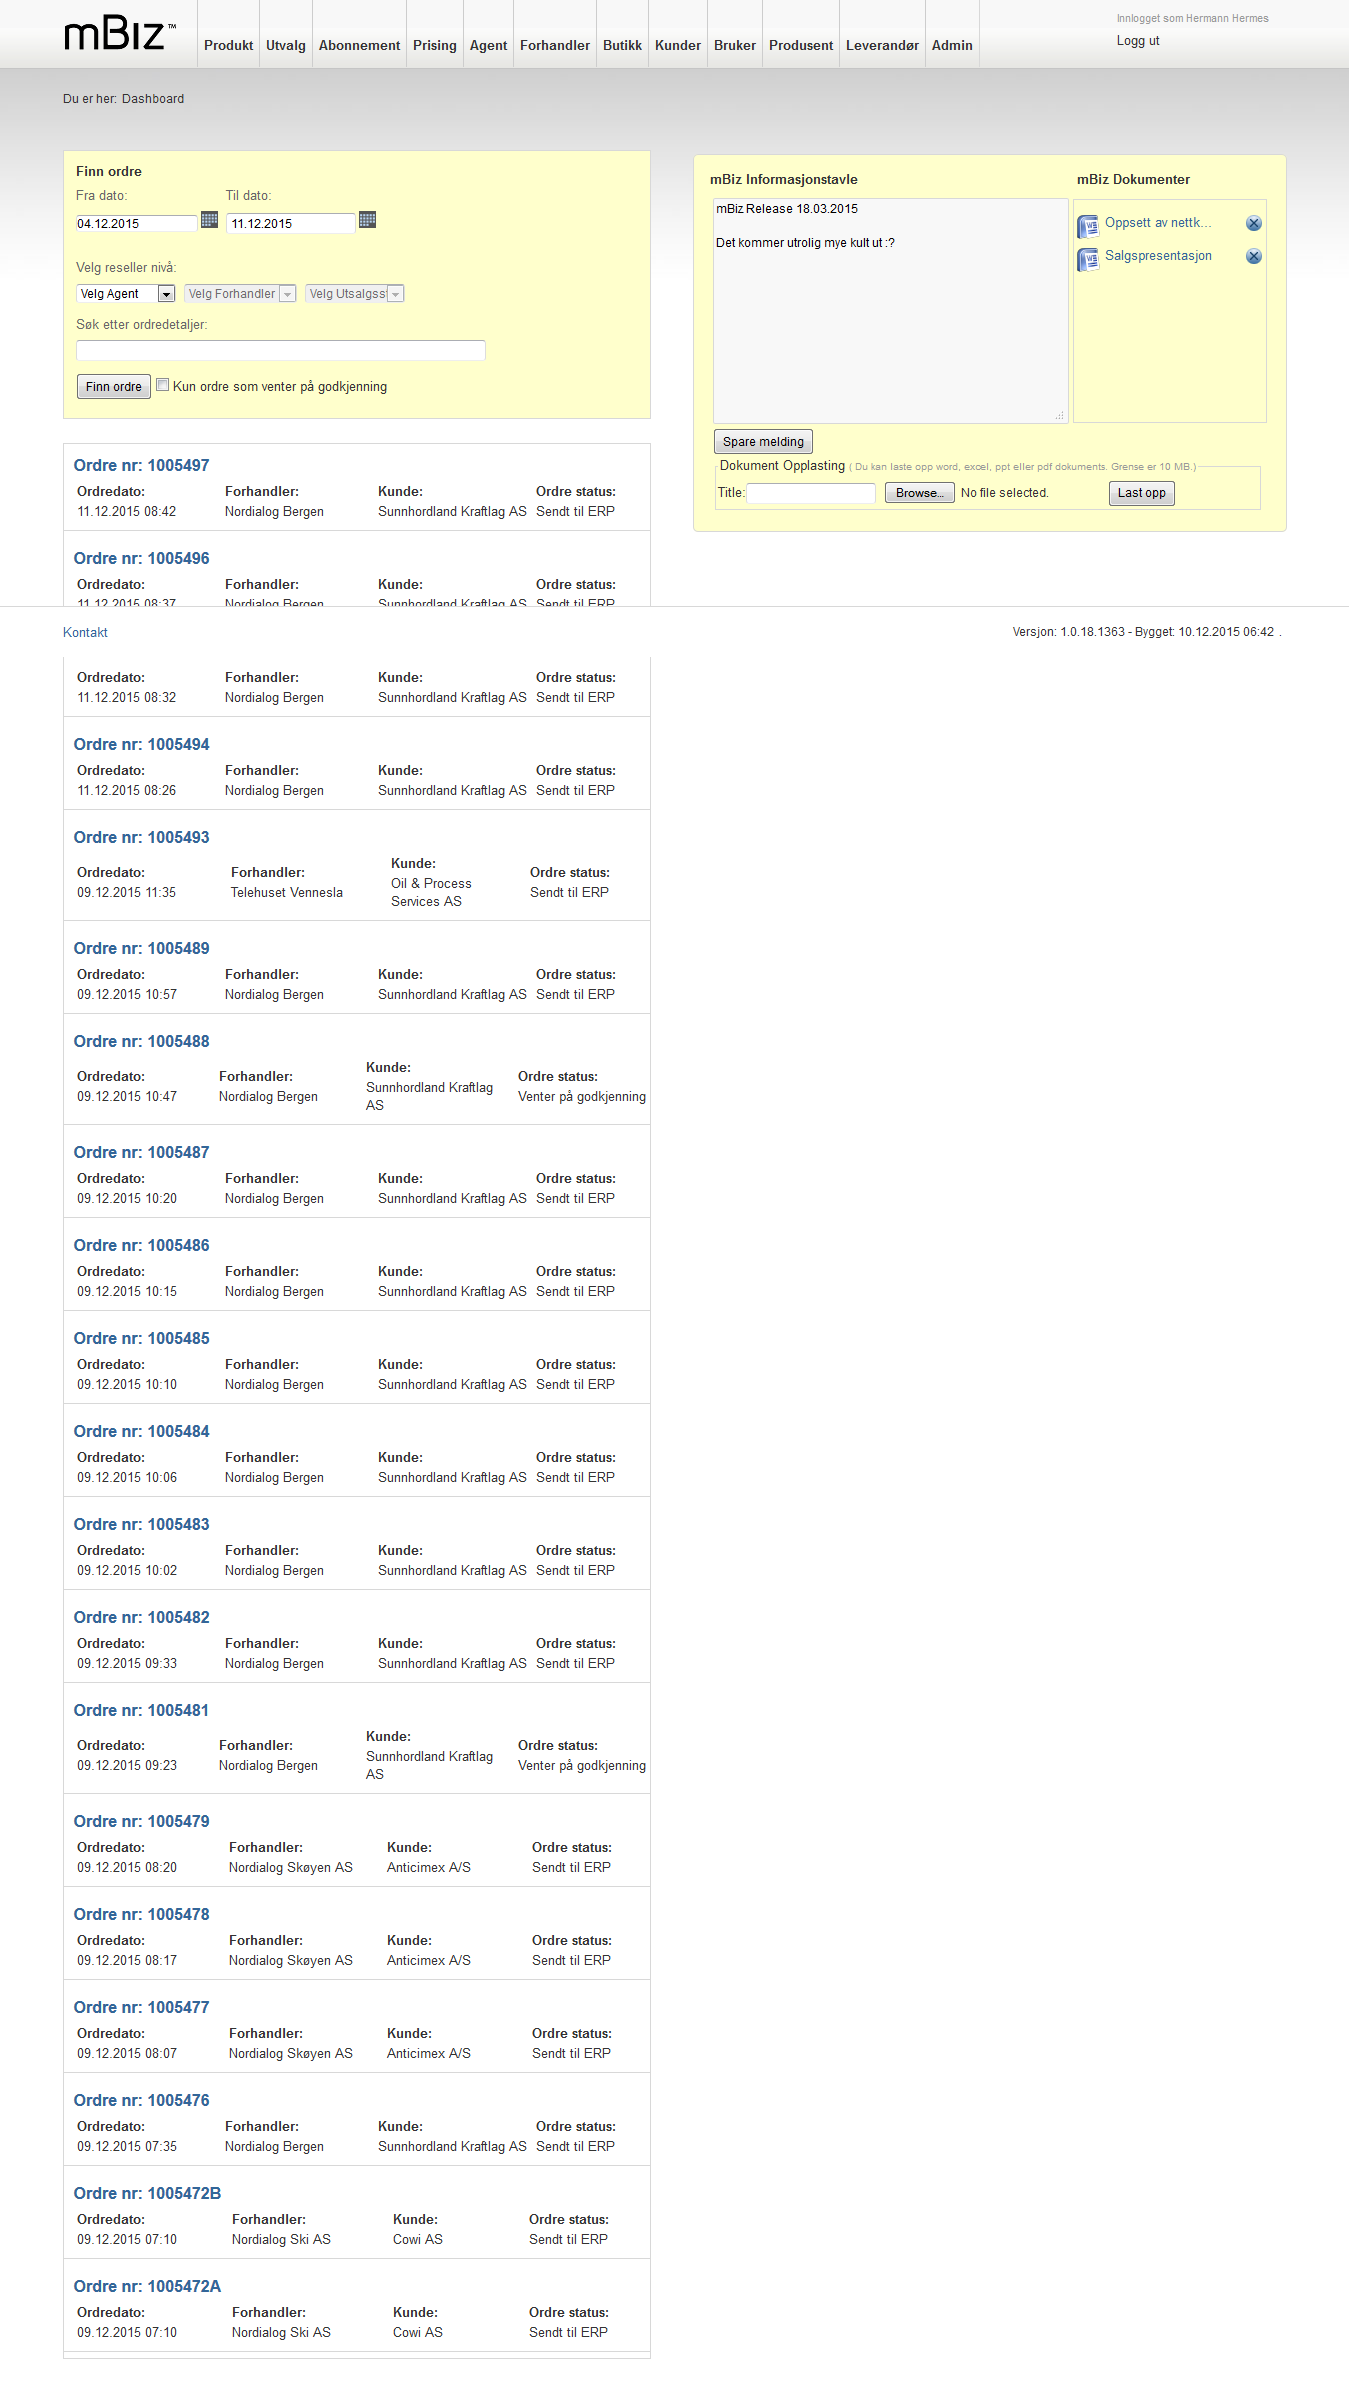 mBiz™
Produkt Utvalg Abonnement Prising Agent Forhandler Butikk Kunder Bruker Produsent Leverandør Admin
Innlogget som Hermann Hermes
Logg ut
Du er her: Dashboard
Finn ordre
Fra dato: Til dato:
04.12.2015 11.12.2015
Velg reseller nivå:
Velg Agent Velg Forhandler Velg Utsalgss
Søk etter ordredetaljer:
Finn ordre Kun ordre som venter på godkjenning
mBiz Informasjonstavle
mBiz Release 18.03.2015
Det kommer utrolig mye kult ut :?
mBiz Dokumenter
Oppsett av nettk...
Salgspresentasjon
Spare melding
Dokument Opplasting ( Du kan laste opp word, excel, ppt eller pdf dokuments. Grense er 10 MB.)
Title: Browse... No file selected. Last opp
Ordre nr: 1005497
Ordredato: Forhandler: Kunde: Ordre status:
11.12.2015 08:42 Nordialog Bergen Sunnhordland Kraftlag AS Sendt til ERP
Ordre nr: 1005496
Ordredato: Forhandler: Kunde: Ordre status:
11.12.2015 08:37 Nordialog Bergen Sunnhordland Kraftlag AS Sendt til ERP
Kontakt Versjon: 1.0.18.1363 - Bygget: 10.12.2015 06:42 .
Ordredato: Forhandler: Kunde: Ordre status:
11.12.2015 08:32 Nordialog Bergen Sunnhordland Kraftlag AS Sendt til ERP
Ordre nr: 1005494
Ordredato: Forhandler: Kunde: Ordre status:
11.12.2015 08:26 Nordialog Bergen Sunnhordland Kraftlag AS Sendt til ERP
Ordre nr: 1005493
Ordredato: Forhandler: Kunde: Ordre status:
09.12.2015 11:35 Telehuset Vennesla Oil & Process Sendt til ERP
Services AS
Ordre nr: 1005489
Ordredato: Forhandler: Kunde: Ordre status:
09.12.2015 10:57 Nordialog Bergen Sunnhordland Kraftlag AS Sendt til ERP
Ordre nr: 1005488
Ordredato: Forhandler: Kunde: Ordre status:
09.12.2015 10:47 Nordialog Bergen Sunnhordland Kraftlag Venter på godkjenning
AS
Ordre nr: 1005487
Ordredato: Forhandler: Kunde: Ordre status:
09.12.2015 10:20 Nordialog Bergen Sunnhordland Kraftlag AS Sendt til ERP
Ordre nr: 1005486
Ordredato: Forhandler: Kunde: Ordre status:
09.12.2015 10:15 Nordialog Bergen Sunnhordland Kraftlag AS Sendt til ERP
Ordre nr: 1005485
Ordredato: Forhandler: Kunde: Ordre status:
09.12.2015 10:10 Nordialog Bergen Sunnhordland Kraftlag AS Sendt til ERP
Ordre nr: 1005484
Ordredato: Forhandler: Kunde: Ordre status:
09.12.2015 10:06 Nordialog Bergen Sunnhordland Kraftlag AS Sendt til ERP
Ordre nr: 1005483
Ordredato: Forhandler: Kunde: Ordre status:
09.12.2015 10:02 Nordialog Bergen Sunnhordland Kraftlag AS Sendt til ERP
Ordre nr: 1005482
Ordredato: Forhandler: Kunde: Ordre status:
09.12.2015 09:33 Nordialog Bergen Sunnhordland Kraftlag AS Sendt til ERP
Ordre nr: 1005481
Ordredato: Forhandler: Kunde: Ordre status:
09.12.2015 09:23 Nordialog Bergen Sunnhordland Kraftlag Venter på godkjenning
AS
Ordre nr: 1005479
Ordredato: Forhandler: Kunde: Ordre status:
09.12.2015 08:20 Nordialog Skøyen AS Anticimex A/S Sendt til ERP
Ordre nr: 1005478
Ordredato: Forhandler: Kunde: Ordre status:
09.12.2015 08:17 Nordialog Skøyen AS Anticimex A/S Sendt til ERP
Ordre nr: 1005477
Ordredato: Forhandler: Kunde: Ordre status:
09.12.2015 08:07 Nordialog Skøyen AS Anticimex A/S Sendt til ERP
Ordre nr: 1005476
Ordredato: Forhandler: Kunde: Ordre status:
09.12.2015 07:35 Nordialog Bergen Sunnhordland Kraftlag AS Sendt til ERP
Ordre nr: 1005472B
Ordredato: Forhandler: Kunde: Ordre status:
09.12.2015 07:10 Nordialog Ski AS Cowi AS Sendt til ERP
Ordre nr: 1005472A
Ordredato: Forhandler: Kunde: Ordre status:
09.12.2015 07:10 Nordialog Ski AS Cowi AS Sendt til ERP